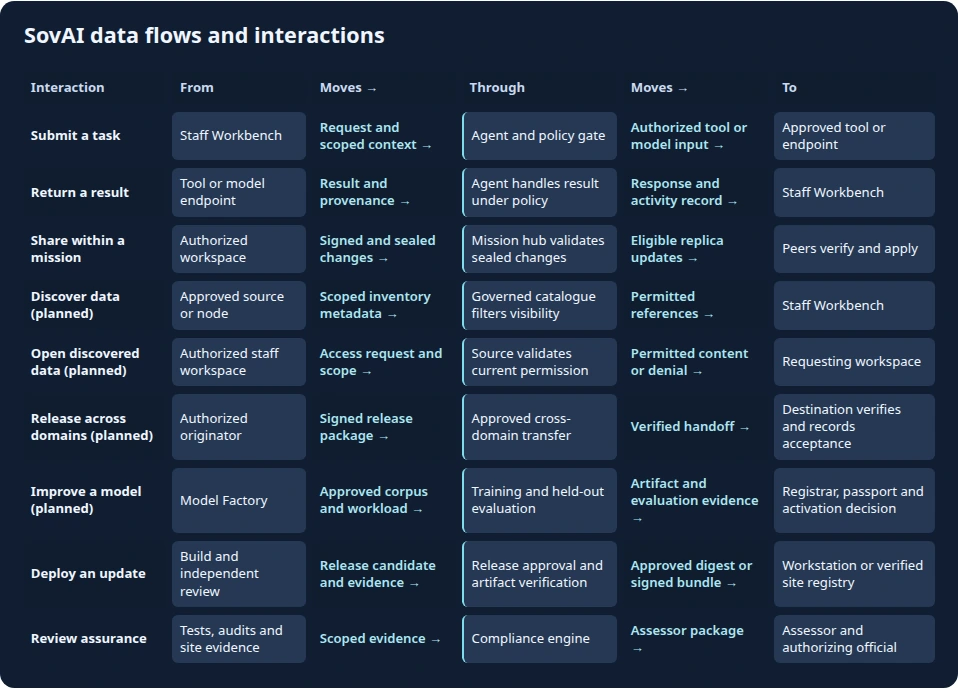 SovAI data flows and interactions
Interaction From Moves → Through Moves → To
Submit a task
Staff Workbench
Request and
scoped context →
Agent and policy gate
Authorized tool or
model input →
Approved tool or
endpoint
Return a result
Tool or model
endpoint
Result and
provenance →
Agent handles result
under policy
Response and
activity record →
Staff Workbench
Share within a
mission
Authorized
workspace
Signed and sealed
changes →
Mission hub validates
sealed changes
Eligible replica
updates →
Peers verify and apply
Discover data
(planned)
Approved source
or node
Scoped inventory
metadata →
Governed catalogue
filters visibility
Permitted
references →
Staff Workbench
Open discovered
data (planned)
Authorized staff
workspace
Access request and
scope →
Source validates
current permission
Permitted content
or denial →
Requesting workspace
Release across
domains (planned)
Authorized
originator
Signed release
package →
Approved cross-
domain transfer
Verified handoff →
Destination verifies
and records
acceptance
Improve a model
(planned)
Model Factory
Approved corpus
and workload →
Training and held-out
evaluation
Artifact and
evaluation evidence
→
Registrar, passport and
activation decision
Deploy an update
Build and
independent
review
Release candidate
and evidence →
Release approval and
artifact verification
Approved digest or
signed bundle →
Workstation or verified
site registry
Review assurance
Tests, audits and
site evidence
Scoped evidence →
Compliance engine
Assessor package
→
Assessor and
authorizing official